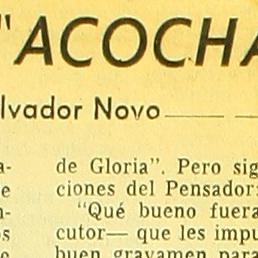 "ACOCHA
lvador Novo
a-
de Gloria". Pero sig
e
ciones del Pensador:
n-
"Qué bueno fuera
os
cutor— que les impu
buen gravamen para